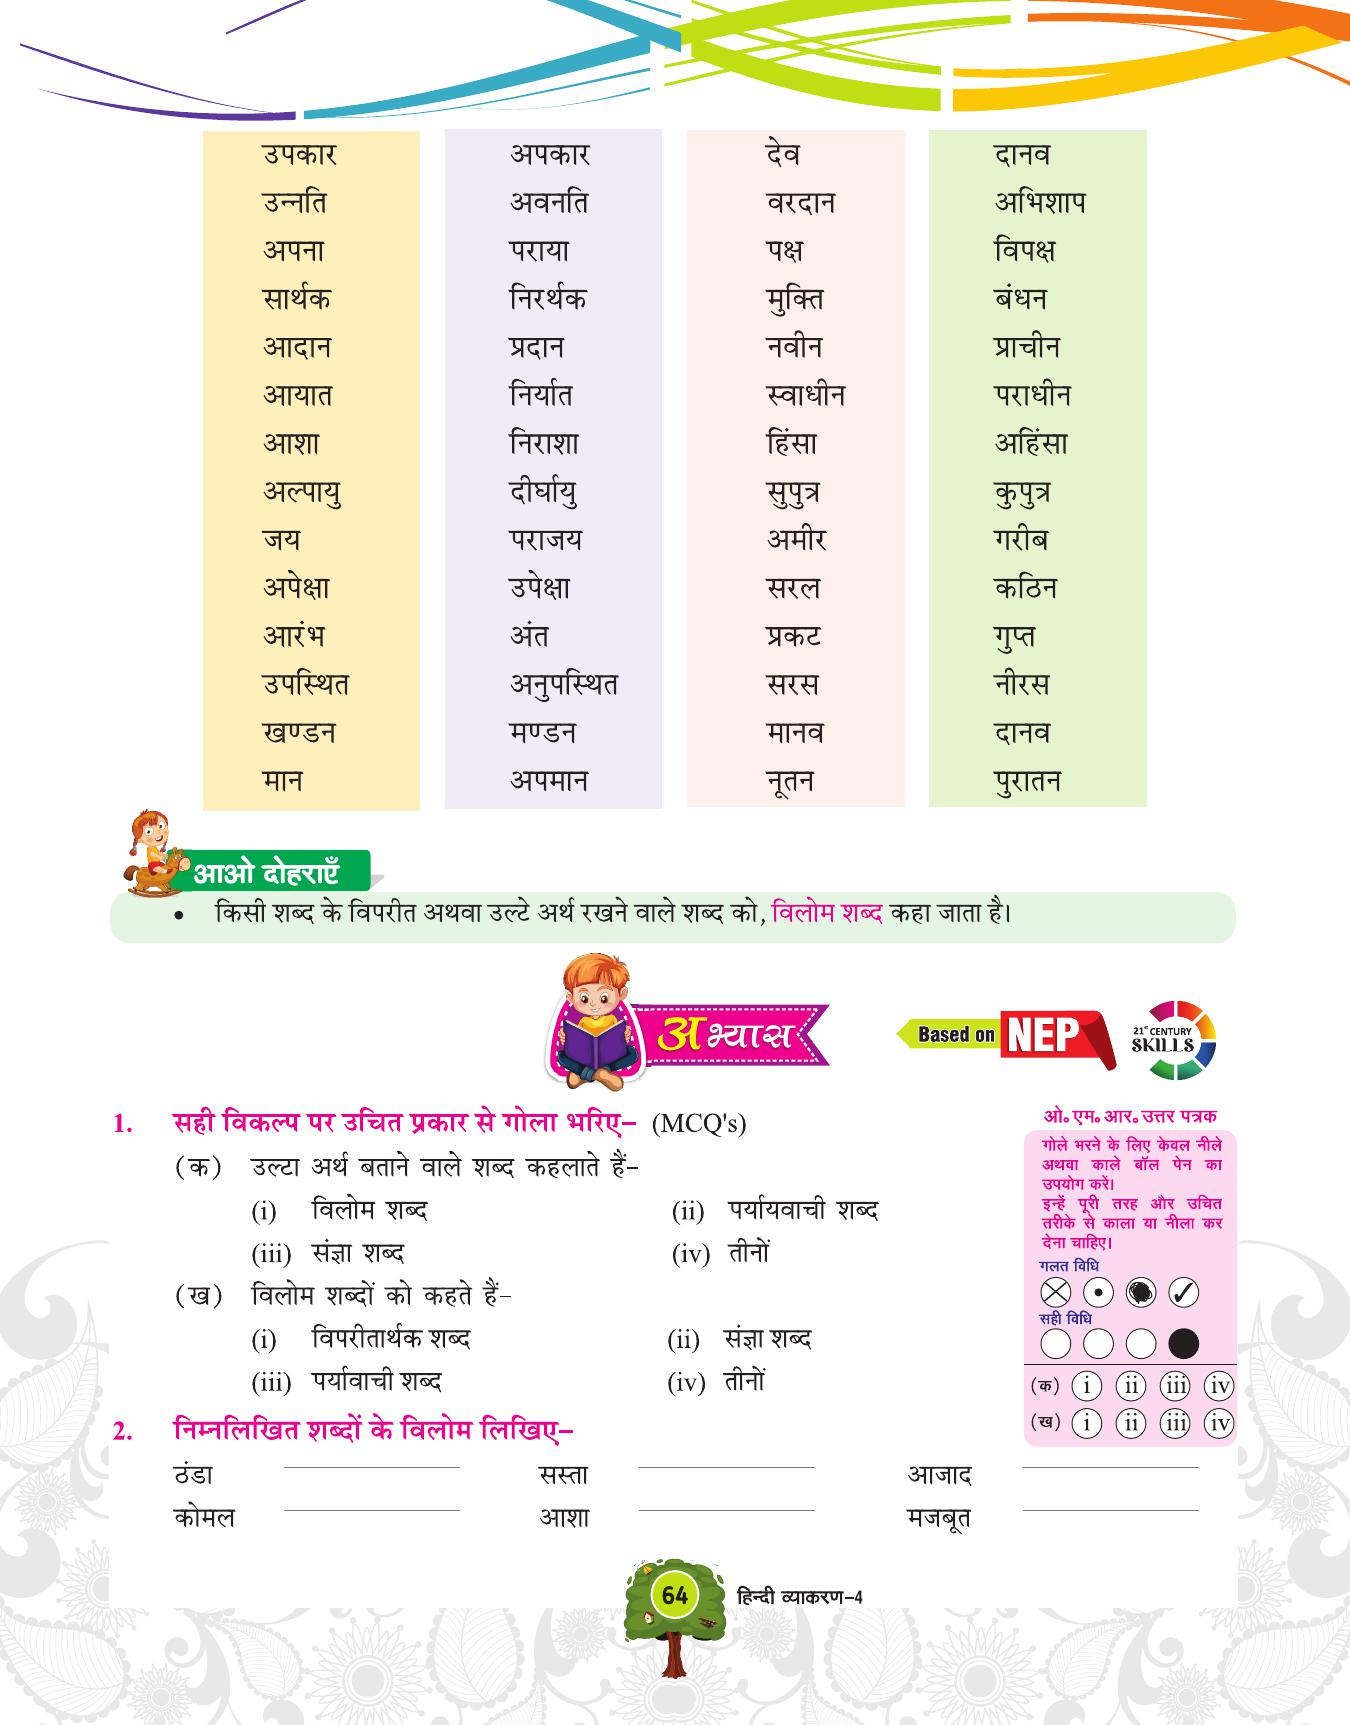 उपकार अपकार देव दानव
उन्नति अवनति वरदान अभिशाप
अपना पराया पक्ष विपक्ष
सार्थक निरर्थक मुक्ति बंधन
आदान प्रदान नवीन प्राचीन
आयात निर्यात स्वाधीन पराधीन
आशा निराशा हिंसा अहिंसा
अल्पायु दीर्घायु सुपुत्र कुपुत्र
जय पराजय अमीर गरीब
अपेक्षा उपेक्षा सरल कठिन
आरंभ अंत प्रकट गुप्त
उपस्थित अनुपस्थित सरस नीरस
खण्डन मण्डन मानव दानव
मान अपमान नूतन पुरातन
आओ दोहराएँ
• किसी शब्द के विपरीत अथवा उल्टे अर्थ रखने वाले शब्द को, विलोम शब्द कहा जाता है।
अभ्यास
Based on NEP
21st CENTURY
SKILLS
1. सही विकल्प पर उचित प्रकार से गोला भरिए– (MCQ's)
(क) उल्टा अर्थ बताने वाले शब्द कहलाते हैं–
(i) विलोम शब्द (ii) पर्यायवाची शब्द
(iii) संज्ञा शब्द (iv) तीनों
(ख) विलोम शब्दों को कहते हैं–
(i) विपरीतार्थक शब्द (ii) संज्ञा शब्द
(iii) पर्यावाची शब्द (iv) तीनों
ओ॰ एम॰ आर॰ उत्तर पत्रक
गोले भरने के लिए केवल नीले
अथवा काले बॉल पेन का
उपयोग करें।
इन्हें पूरी तरह और उचित
तरीके से काला या नीला कर
देना चाहिए।
गलत विधि
सही विधि
(क) i ii iii iv
(ख) i ii iii iv
2. निम्नलिखित शब्दों के विलोम लिखिए–
ठंडा सस्ता आजाद
कोमल आशा मजबूत
64 हिन्दी व्याकरण–4